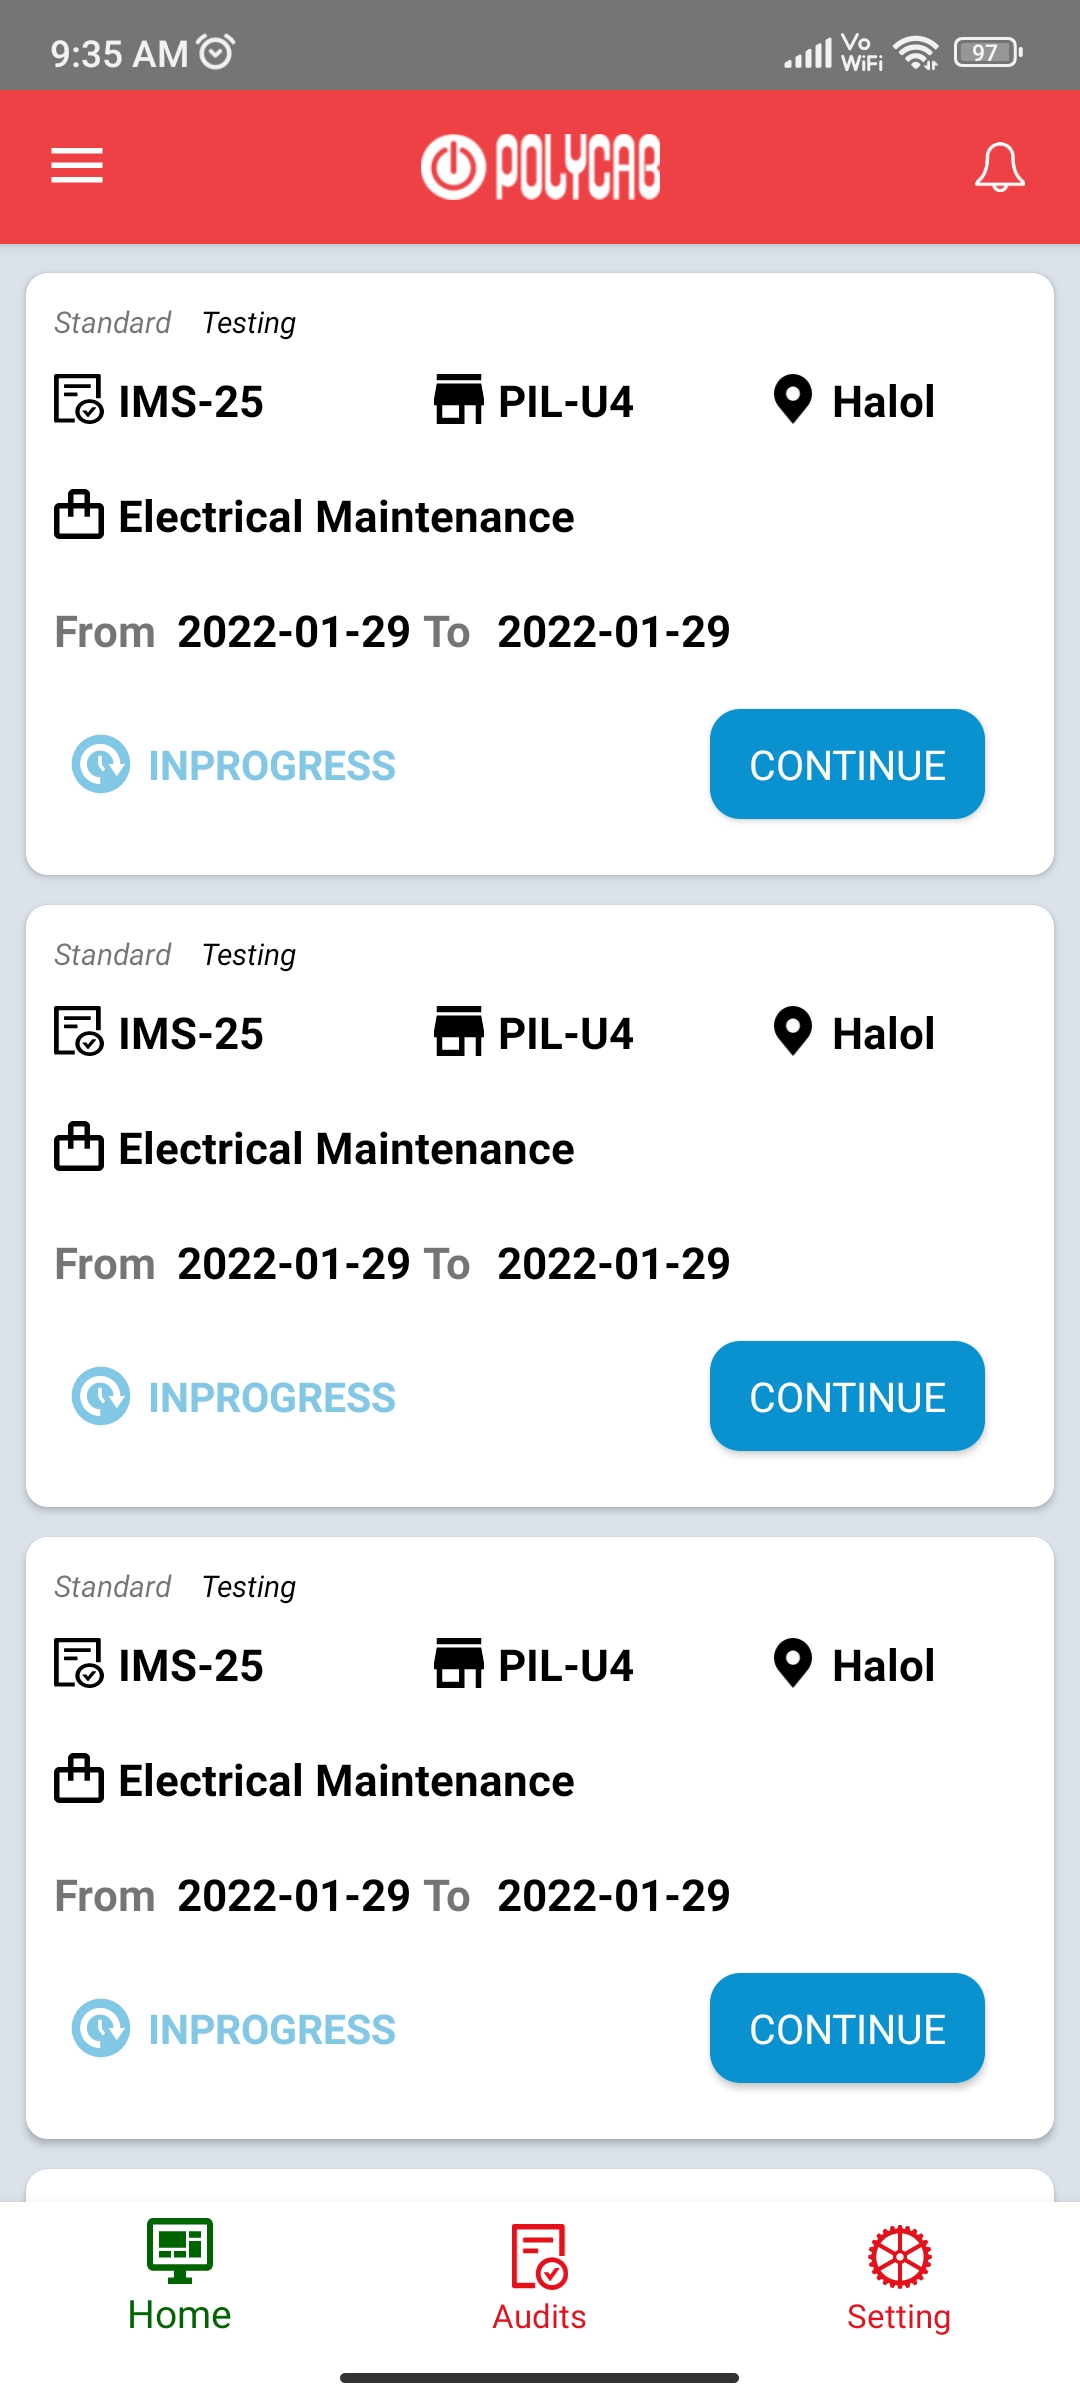 9:35 AM Vo WiFi 97
POLYCAB
Standard Testing
IMS-25 PIL-U4 Halol
Electrical Maintenance
From 2022-01-29 To 2022-01-29
INPROGRESS CONTINUE
Standard Testing
IMS-25 PIL-U4 Halol
Electrical Maintenance
From 2022-01-29 To 2022-01-29
INPROGRESS CONTINUE
Standard Testing
IMS-25 PIL-U4 Halol
Electrical Maintenance
From 2022-01-29 To 2022-01-29
INPROGRESS CONTINUE
Home Audits Setting